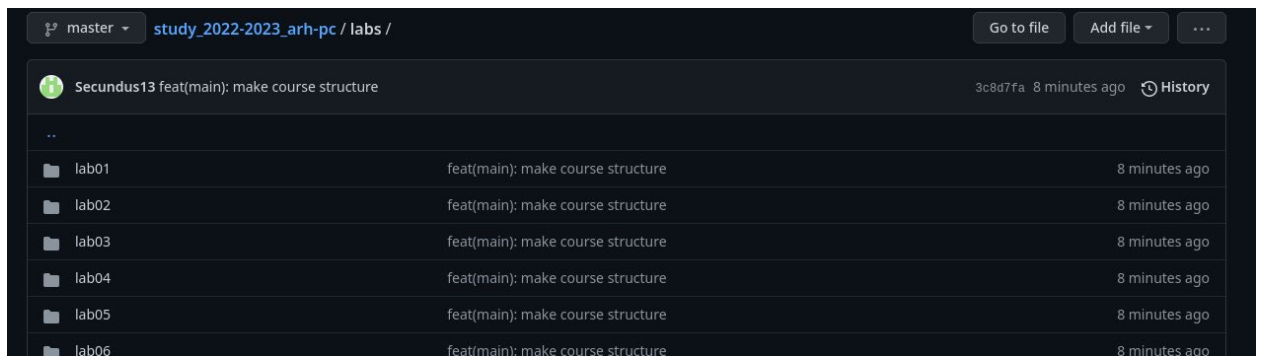 master study_2022-2023_arh-pc / labs / Go to file Add file ...
Secundus13 feat(main): make course structure 3c8d7fa 8 minutes ago History
..
lab01 feat(main): make course structure 8 minutes ago
lab02 feat(main): make course structure 8 minutes ago
lab03 feat(main): make course structure 8 minutes ago
lab04 feat(main): make course structure 8 minutes ago
lab05 feat(main): make course structure 8 minutes ago
lab06 feat(main): make course structure 8 minutes ago